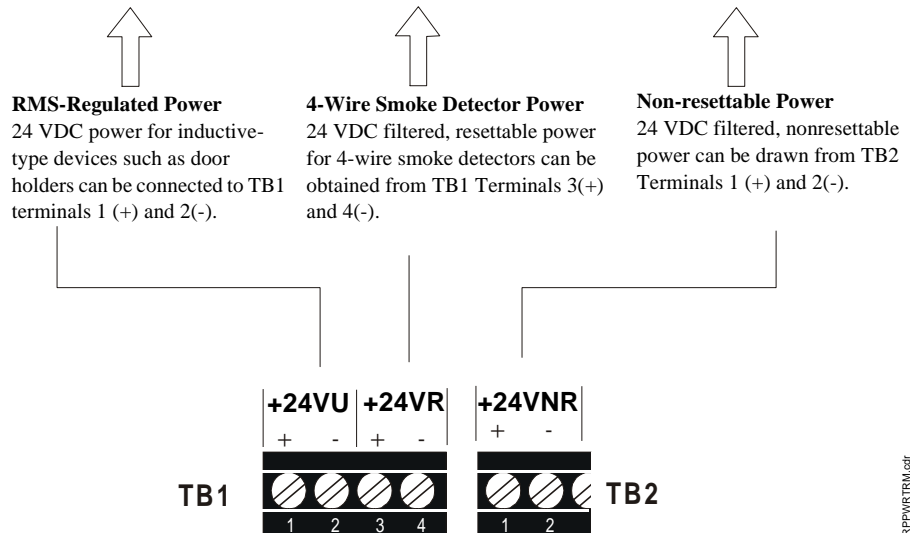 RMS-Regulated Power
24 VDC power for inductive-
type devices such as door
holders can be connected to TB1
terminals 1 (+) and 2(-).
4-Wire Smoke Detector Power
24 VDC filtered, resettable power
for 4-wire smoke detectors can be
obtained from TB1 Terminals 3(+)
and 4(-).
Non-resettable Power
24 VDC filtered, nonresettable
power can be drawn from TB2
Terminals 1 (+) and 2(-).
+24VU +24VR +24VNR
+ - + - + -
TB1 TB2
1 2 3 4 1 2
RPPWRTRM.cdr